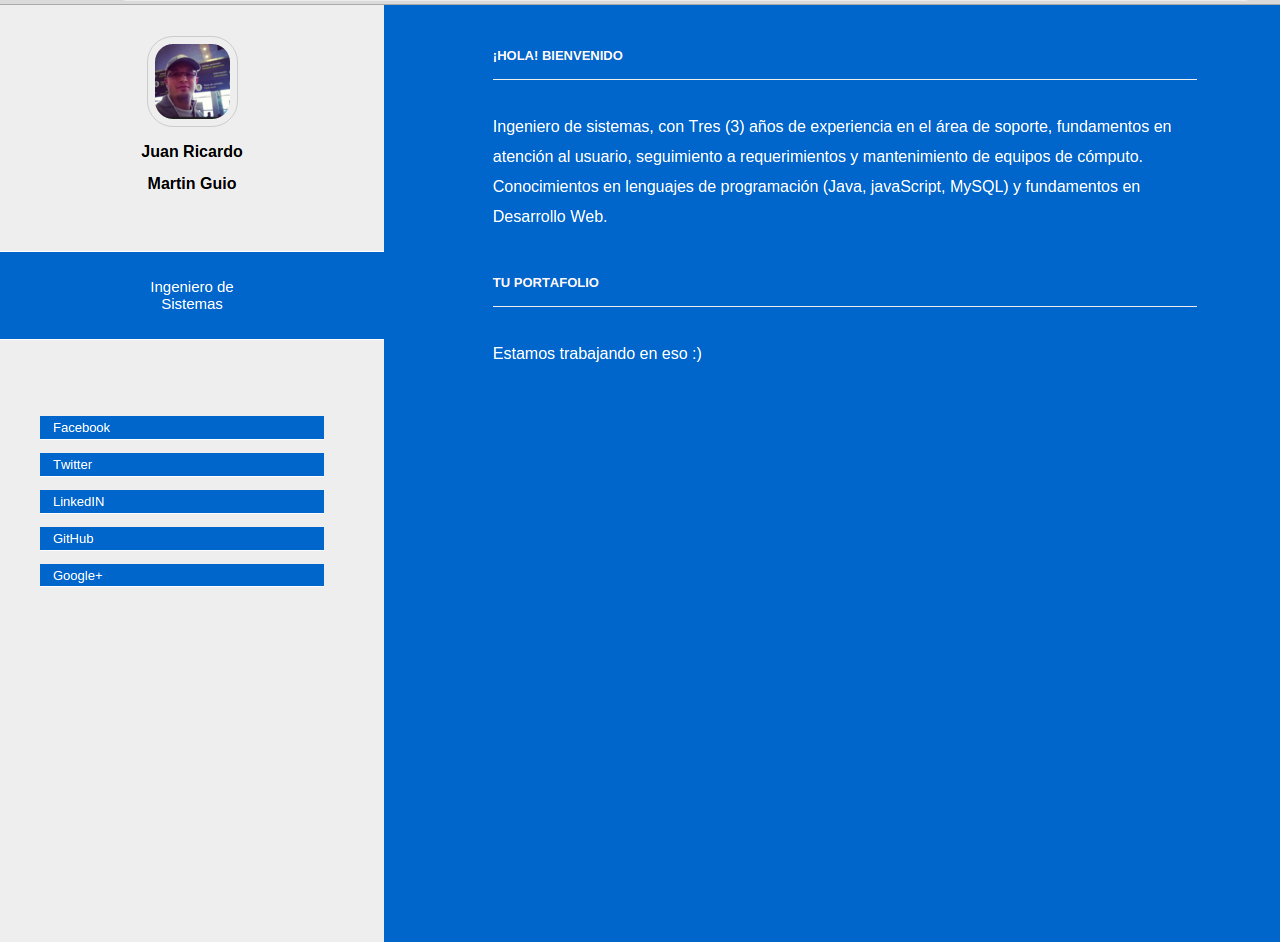 Juan Ricardo
Martin Guio
Ingeniero de
Sistemas
Facebook
Twitter
LinkedIN
GitHub
Google+
¡HOLA! BIENVENIDO
Ingeniero de sistemas, con Tres (3) años de experiencia en el área de soporte, fundamentos en
atención al usuario, seguimiento a requerimientos y mantenimiento de equipos de cómputo.
Conocimientos en lenguajes de programación (Java, javaScript, MySQL) y fundamentos en
Desarrollo Web.
TU PORTAFOLIO
Estamos trabajando en eso :)